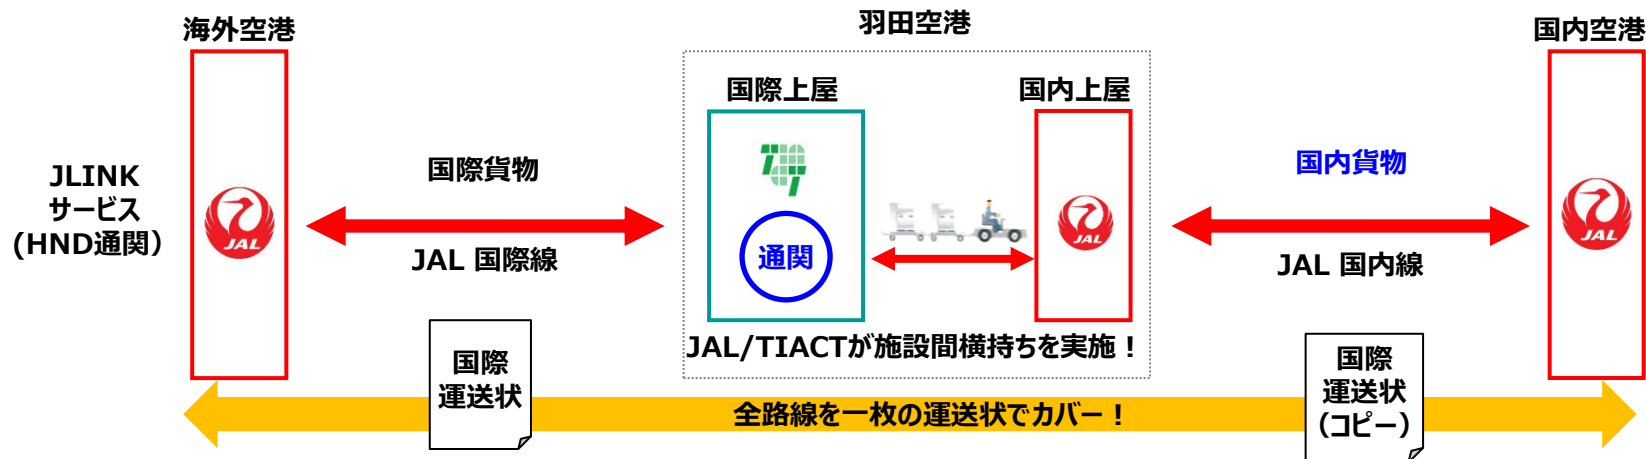 羽田空港
海外空港
国内空港
国際上屋
国内上屋
JLINK
サービス
(HND通関)
JAL
国際貨物
JAL 国際線
通関
JAL
国内貨物
JAL 国内線
JAL
JAL/TIACTが施設間横持ちを実施！
国際
運送状
国際
運送状
（コピー）
全路線を一枚の運送状でカバー！